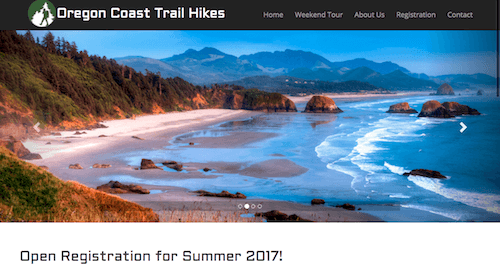 Oregon Coast Trail Hikes
Home Weekend Tour About Us Registration Contact
Open Registration for Summer 2017!